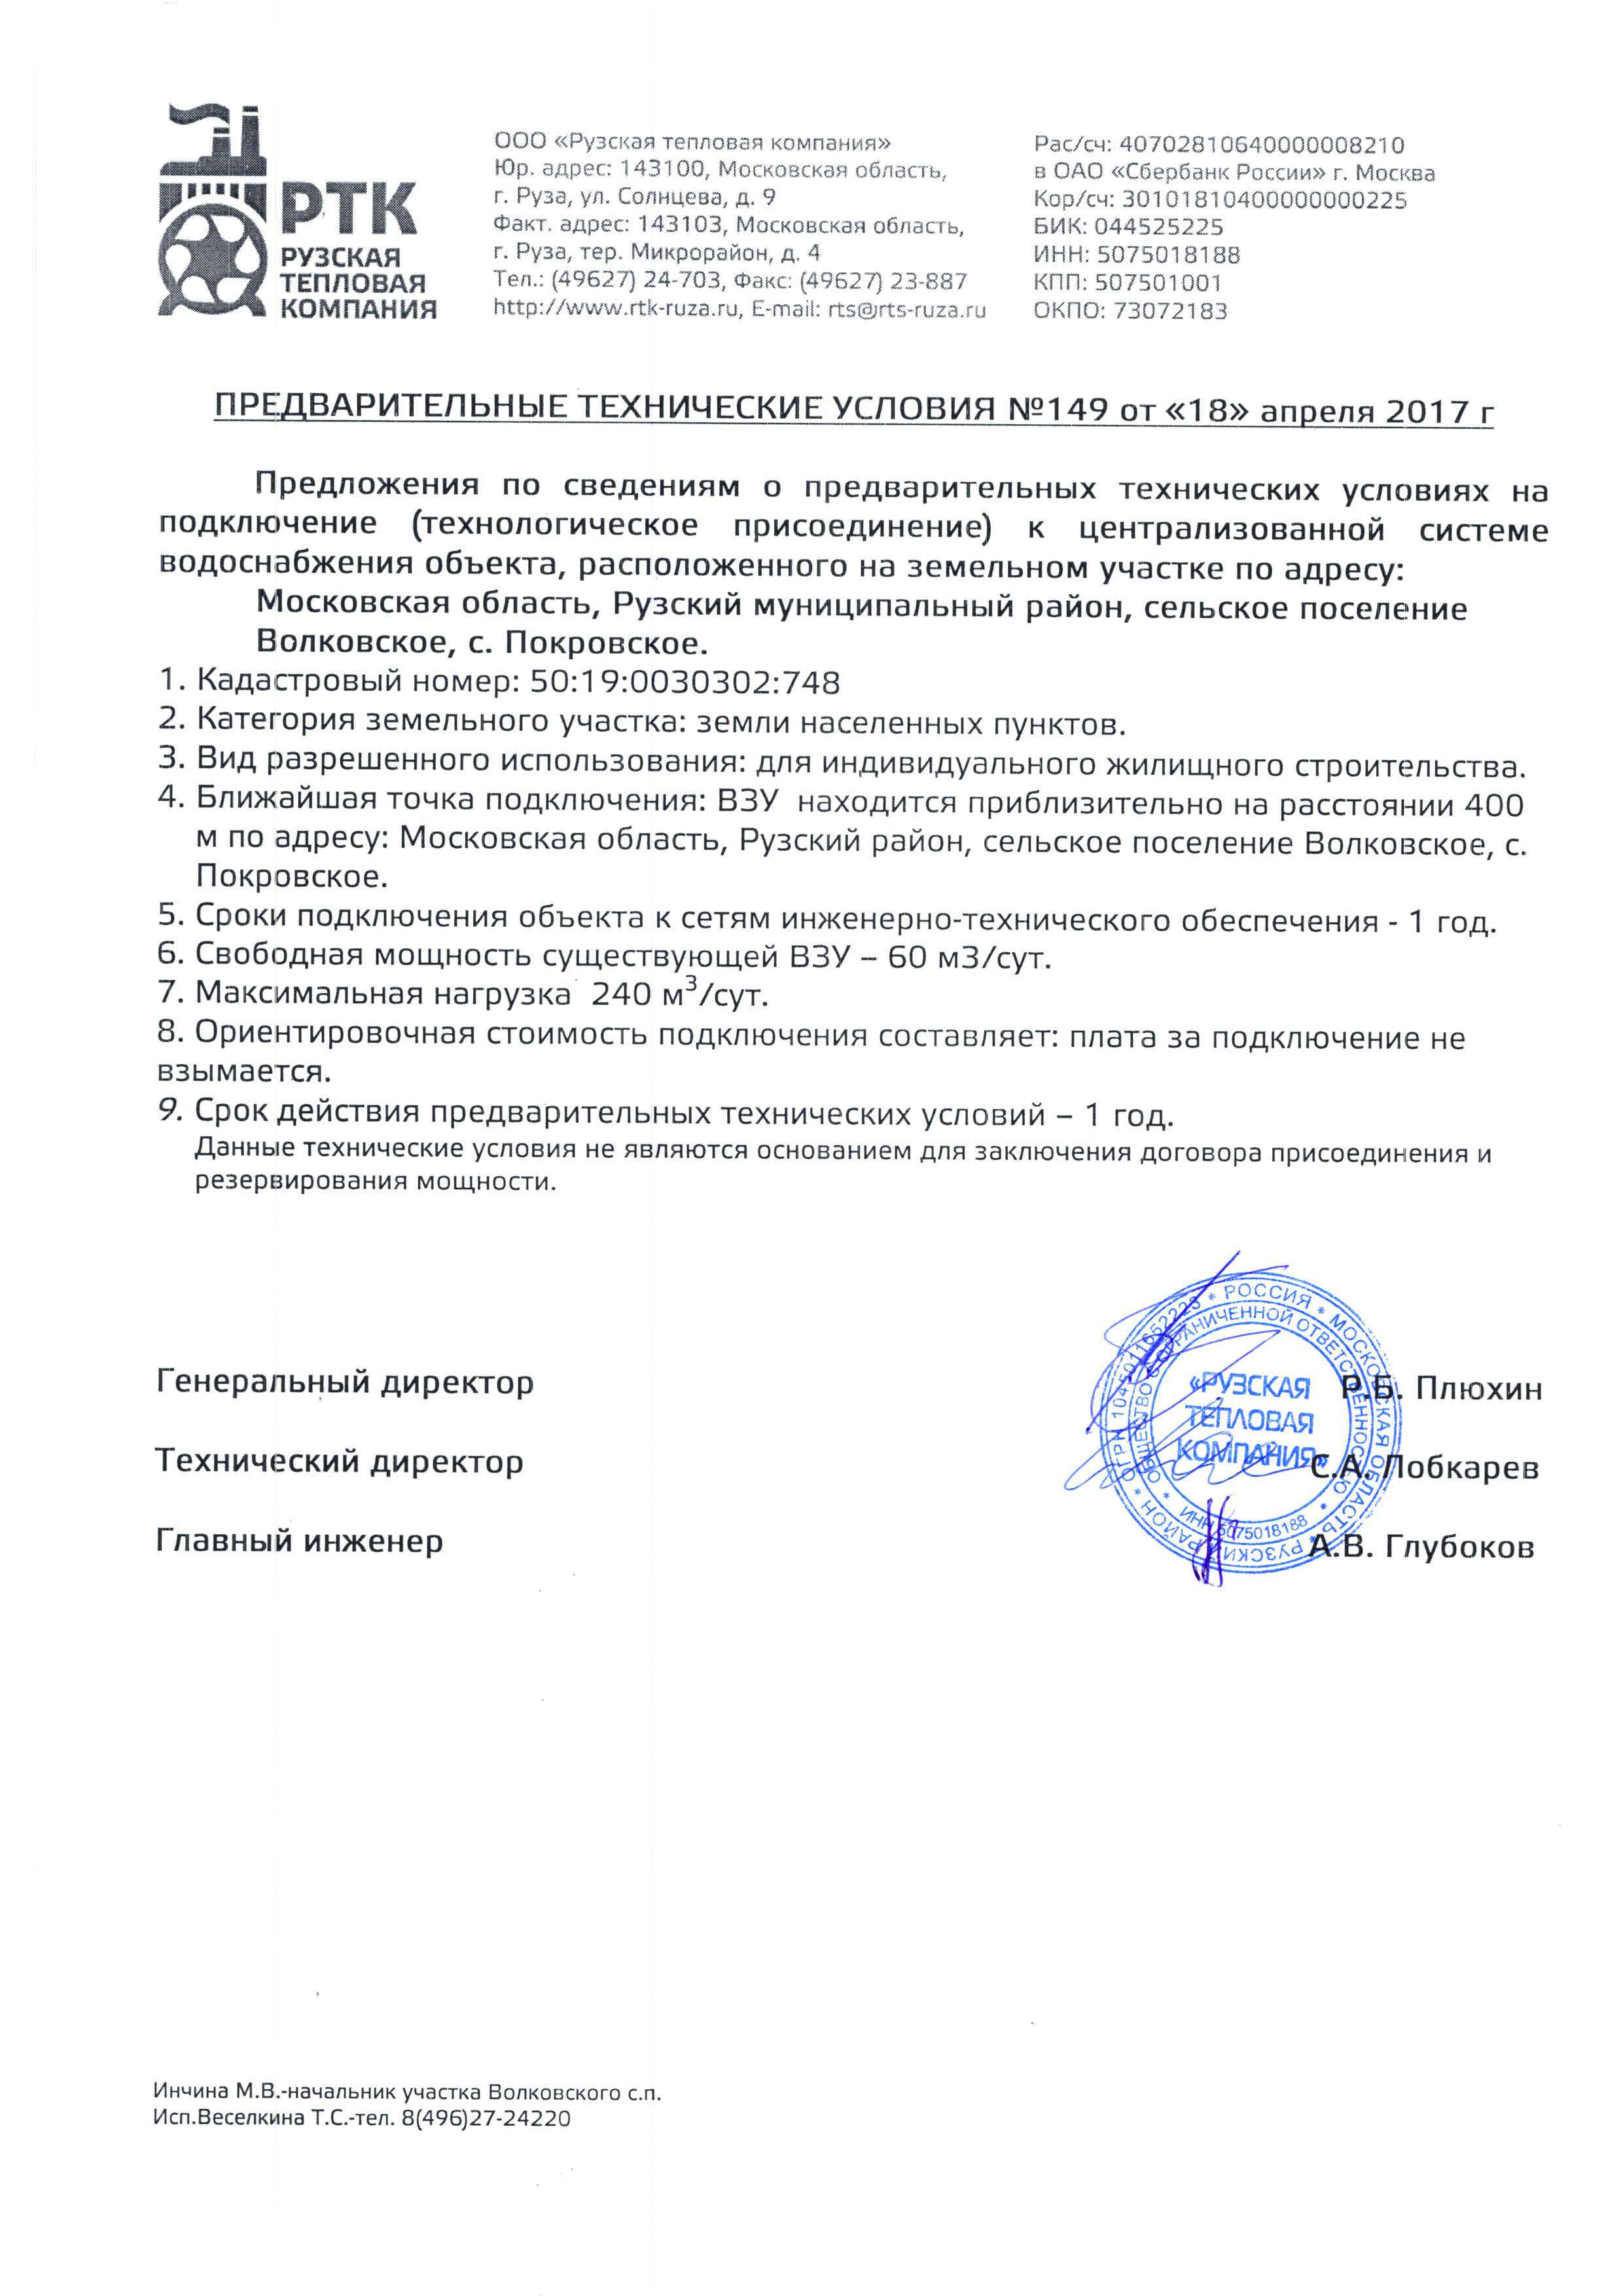 РТК
РУЗСКАЯ
ТЕПЛОВАЯ
КОМПАНИЯ
ООО «Рузская тепловая компания»
Юр. адрес: 143100, Московская область,
г. Руза, ул. Солнцева, д. 9
Факт. адрес: 143103, Московская область,
г. Руза, тер. Микрорайон, д. 4
Тел.: (49627) 24-703, Факс: (49627) 23-887
http://www.rtk-ruza.ru, E-mail: rts@rts-ruza.ru
Рас/сч: 40702810640000008210
в ОАО «Сбербанк России» г. Москва
Кор/сч: 30101810400000000225
БИК: 044525225
ИНН: 5075018188
КПП: 507501001
ОКПО: 73072183
ПРЕДВАРИТЕЛЬНЫЕ ТЕХНИЧЕСКИЕ УСЛОВИЯ №149 от «18» апреля 2017 г
Предложения по сведениям о предварительных технических условиях на
подключение (технологическое присоединение) к централизованной системе
водоснабжения объекта, расположенного на земельном участке по адресу:
Московская область, Рузский муниципальный район, сельское поселение
Волковское, с. Покровское.
1. Кадастровый номер: 50:19:0030302:748
2. Категория земельного участка: земли населенных пунктов.
3. Вид разрешенного использования: для индивидуального жилищного строительства.
4. Ближайшая точка подключения: ВЗУ находится приблизительно на расстоянии 400
м по адресу: Московская область, Рузский район, сельское поселение Волковское, с.
Покровское.
5. Сроки подключения объекта к сетям инженерно-технического обеспечения - 1 год.
6. Свободная мощность существующей ВЗУ – 60 м3/сут.
7. Максимальная нагрузка 240 м³/сут.
8. Ориентировочная стоимость подключения составляет: плата за подключение не
взымается.
9. Срок действия предварительных технических условий – 1 год.
Данные технические условия не являются основанием для заключения договора присоединения и
резервирования мощности.
Генеральный директор Р.Б. Плюхин
Технический директор С.А. Лобкарев
Главный инженер А.В. Глубоков
* РОССИЯ * МОСКОВСКАЯ ОБЛАСТЬ * РУЗСКИЙ РАЙОН * ОГРН
ОБЩЕСТВО С ОГРАНИЧЕННОЙ ОТВЕТСТВЕННОСТЬЮ
* ИНН 5075018188 *
«РУЗСКАЯ
ТЕПЛОВАЯ
КОМПАНИЯ»
Инчина М.В.-начальник участка Волковского с.п.
Исп.Веселкина Т.С.-тел. 8(496)27-24220